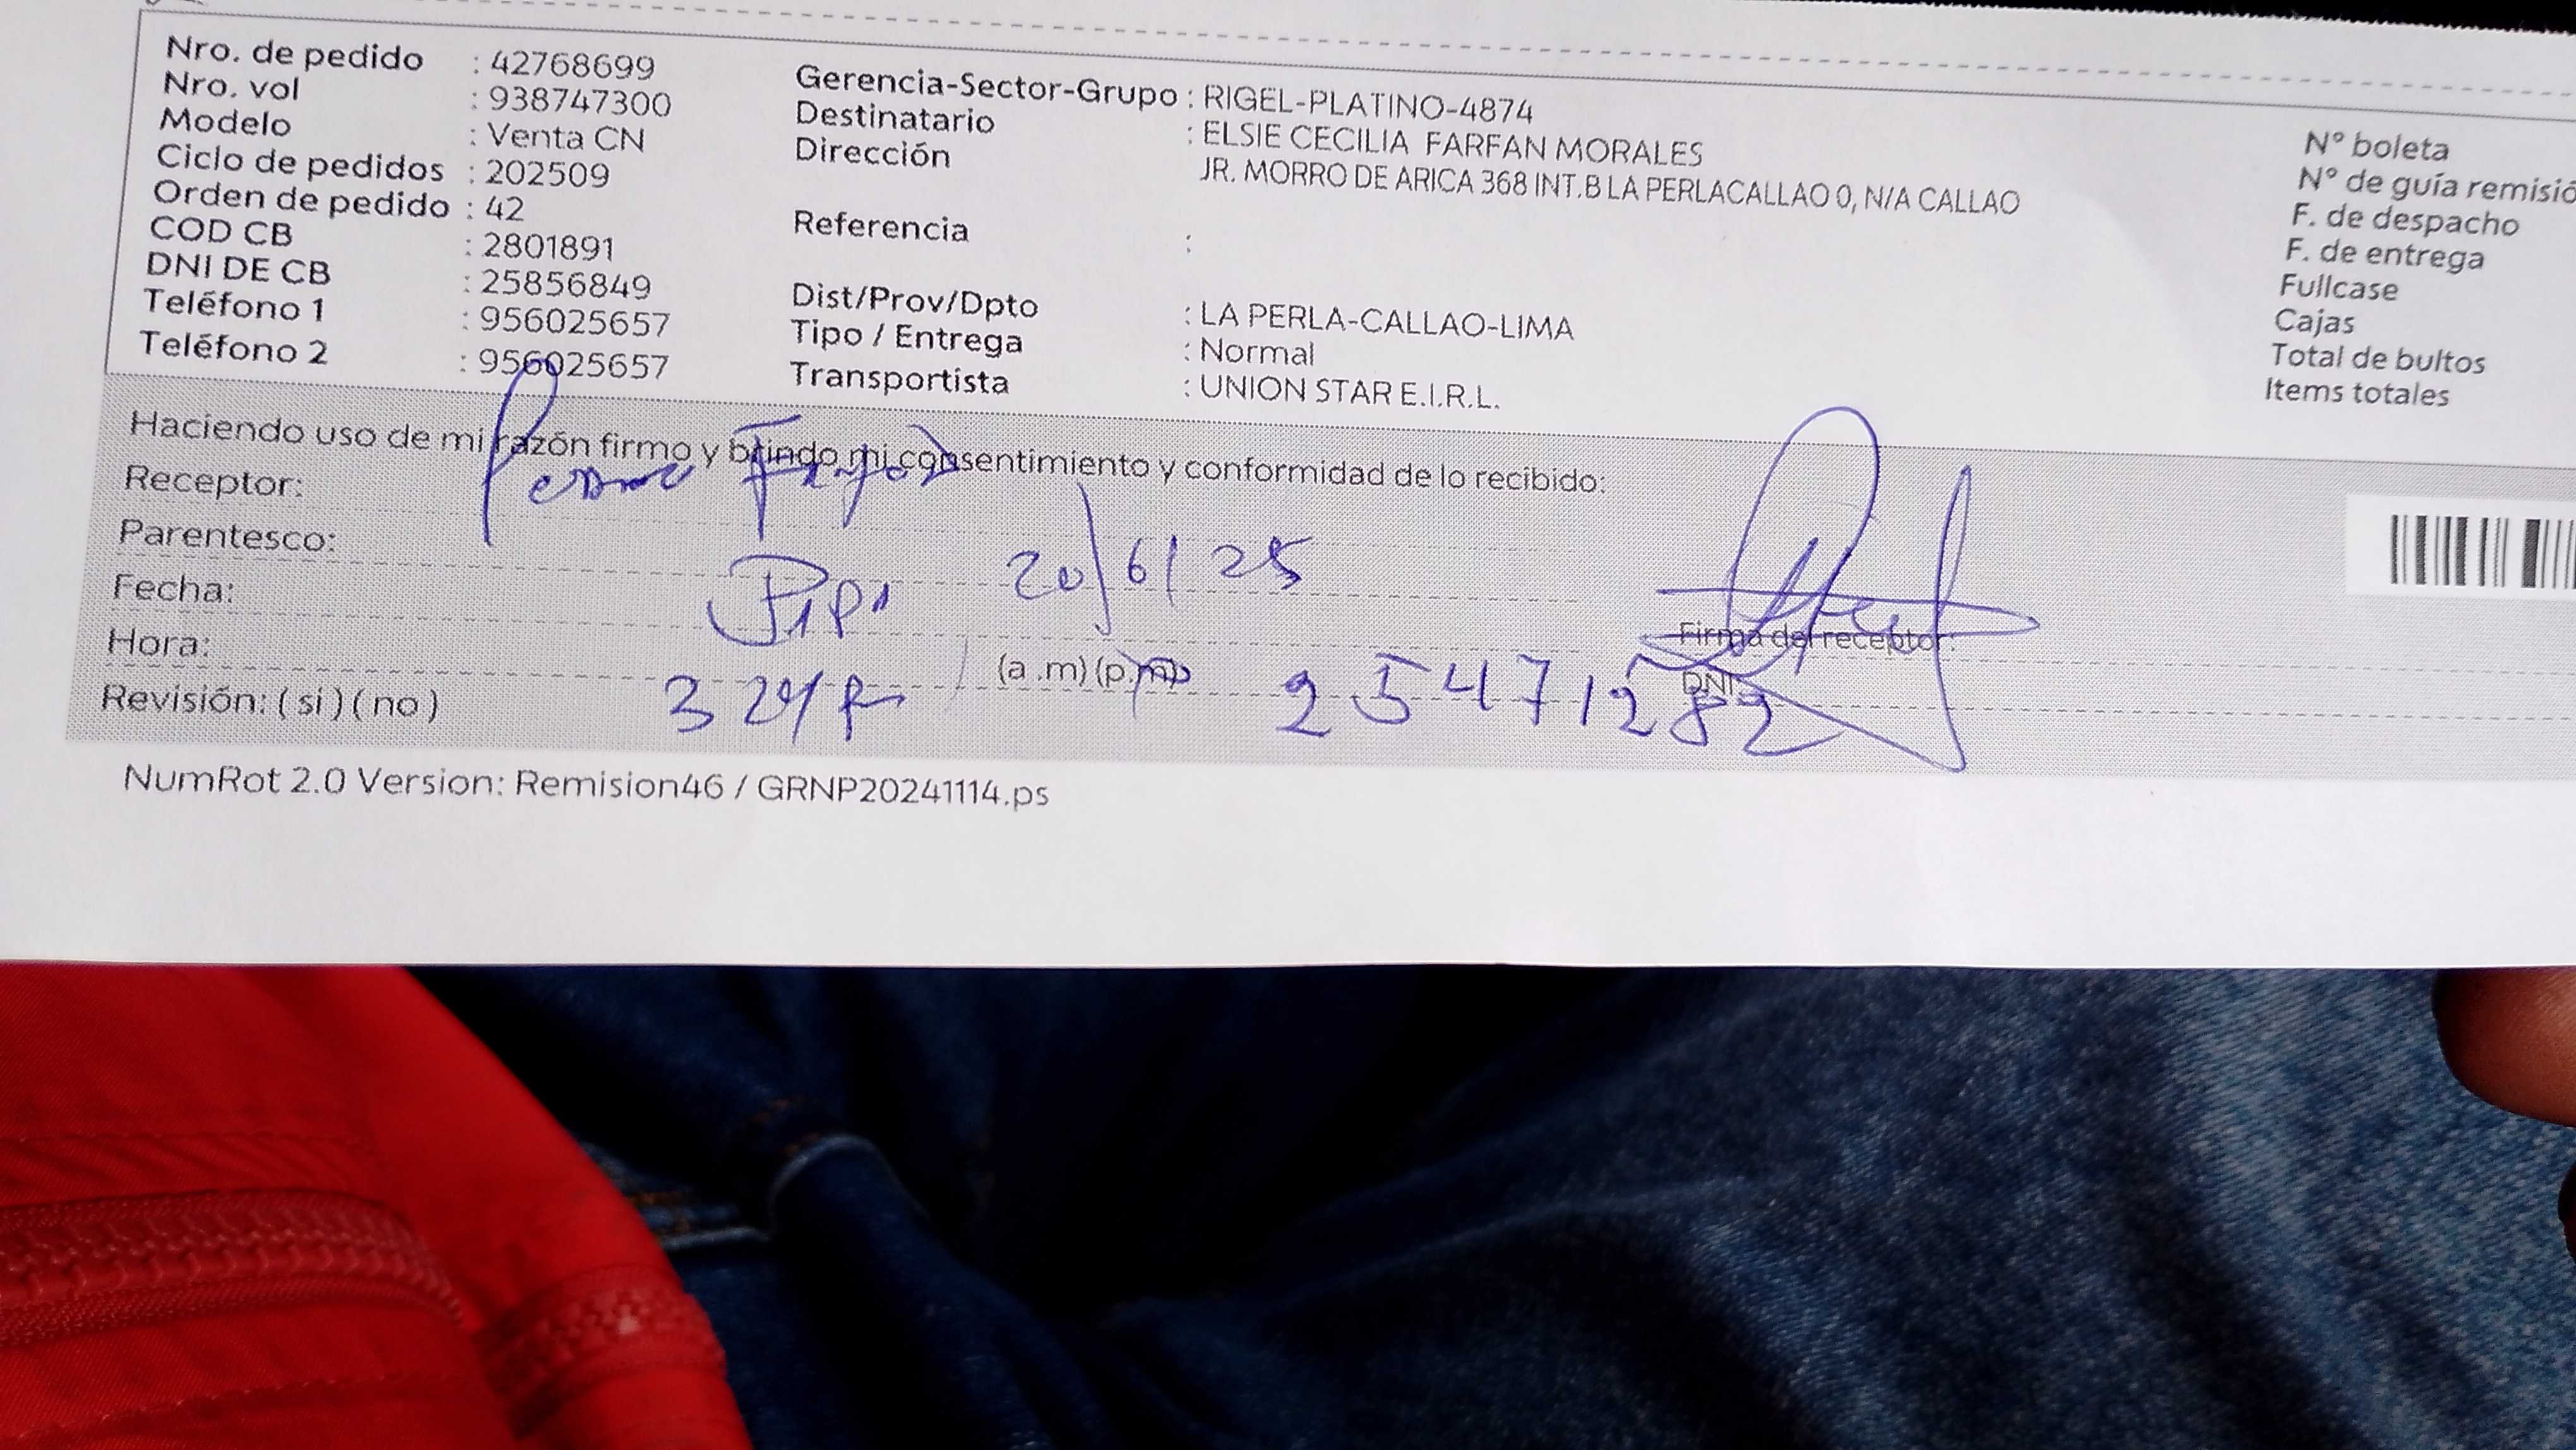 Nro. de pedido : 42768699
Nro. vol : 938747300
Modelo : Venta CN
Ciclo de pedidos : 202509
Orden de pedido : 42
COD CB : 2801891
DNI DE CB : 25856849
Teléfono 1 : 956025657
Teléfono 2 : 956025657
Gerencia-Sector-Grupo : RIGEL-PLATINO-4874
Destinatario : ELSIE CECILIA FARFAN MORALES
Dirección JR. MORRO DE ARICA 368 INT.B LA PERLACALLAO 0, N/A CALLAO
Referencia :
Dist/Prov/Dpto : LA PERLA-CALLAO-LIMA
Tipo / Entrega : Normal
Transportista : UNION STAR E.I.R.L.
N° boleta
N° de guía remisió
F. de despacho
F. de entrega
Fullcase
Cajas
Total de bultos
Items totales
Haciendo uso de mi razón firmo y brindo mi consentimiento y conformidad de lo recibido:
Receptor:
Parentesco:
Fecha: 20/6/25
Hora: (a .m) (p.m)
Firma del receptor:
DNI: 25471282
Revisión: ( si ) ( no )
NumRot 2.0 Version: Remision46 / GRNP20241114.ps